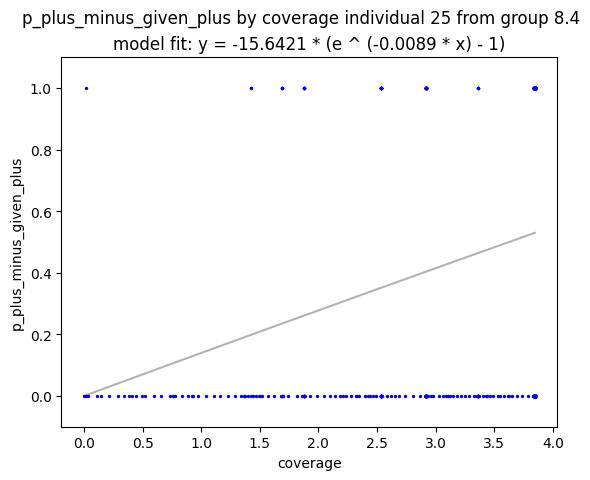 p_plus_minus_given_plus by coverage individual 25 from group 8.4
model fit: y = -15.6421 * (e ^ (-0.0089 * x) - 1)
p_plus_minus_given_plus
1.0
0.8
0.6
0.4
0.2
0.0
0.0 0.5 1.0 1.5 2.0 2.5 3.0 3.5 4.0
coverage